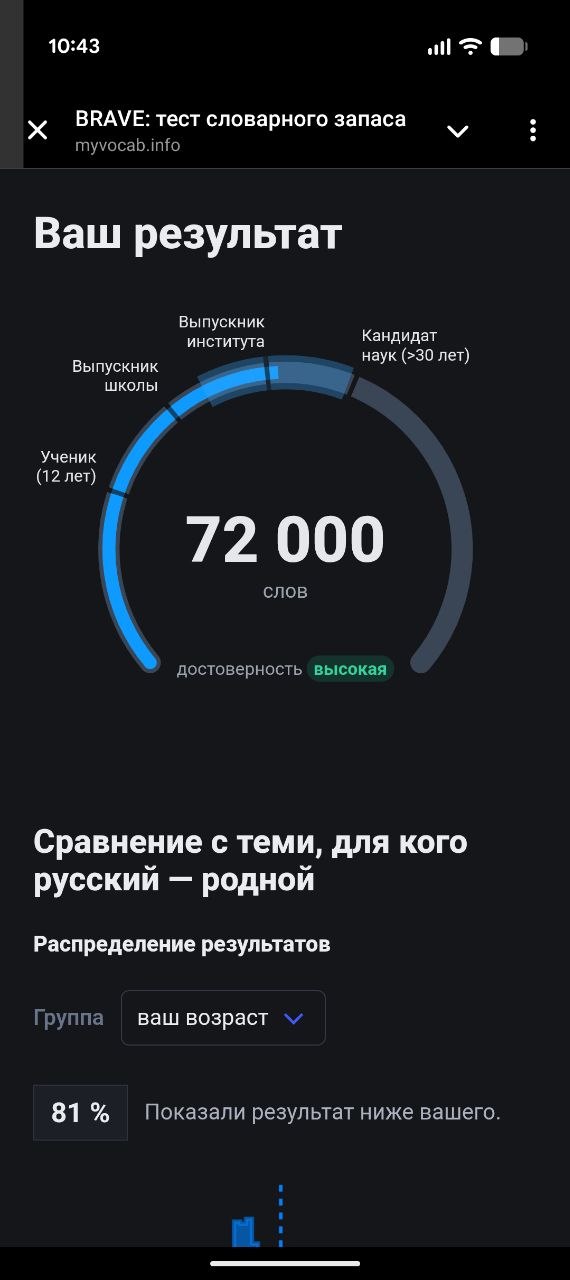 10:43
BRAVE: тест словарного запаса
myvocab.info
Ваш результат
Выпускник
института
Кандидат
наук (>30 лет)
Выпускник
школы
Ученик
(12 лет)
72 000
слов
достоверность высокая
Сравнение с теми, для кого
русский — родной
Распределение результатов
Группа ваш возраст
81 % Показали результат ниже вашего.